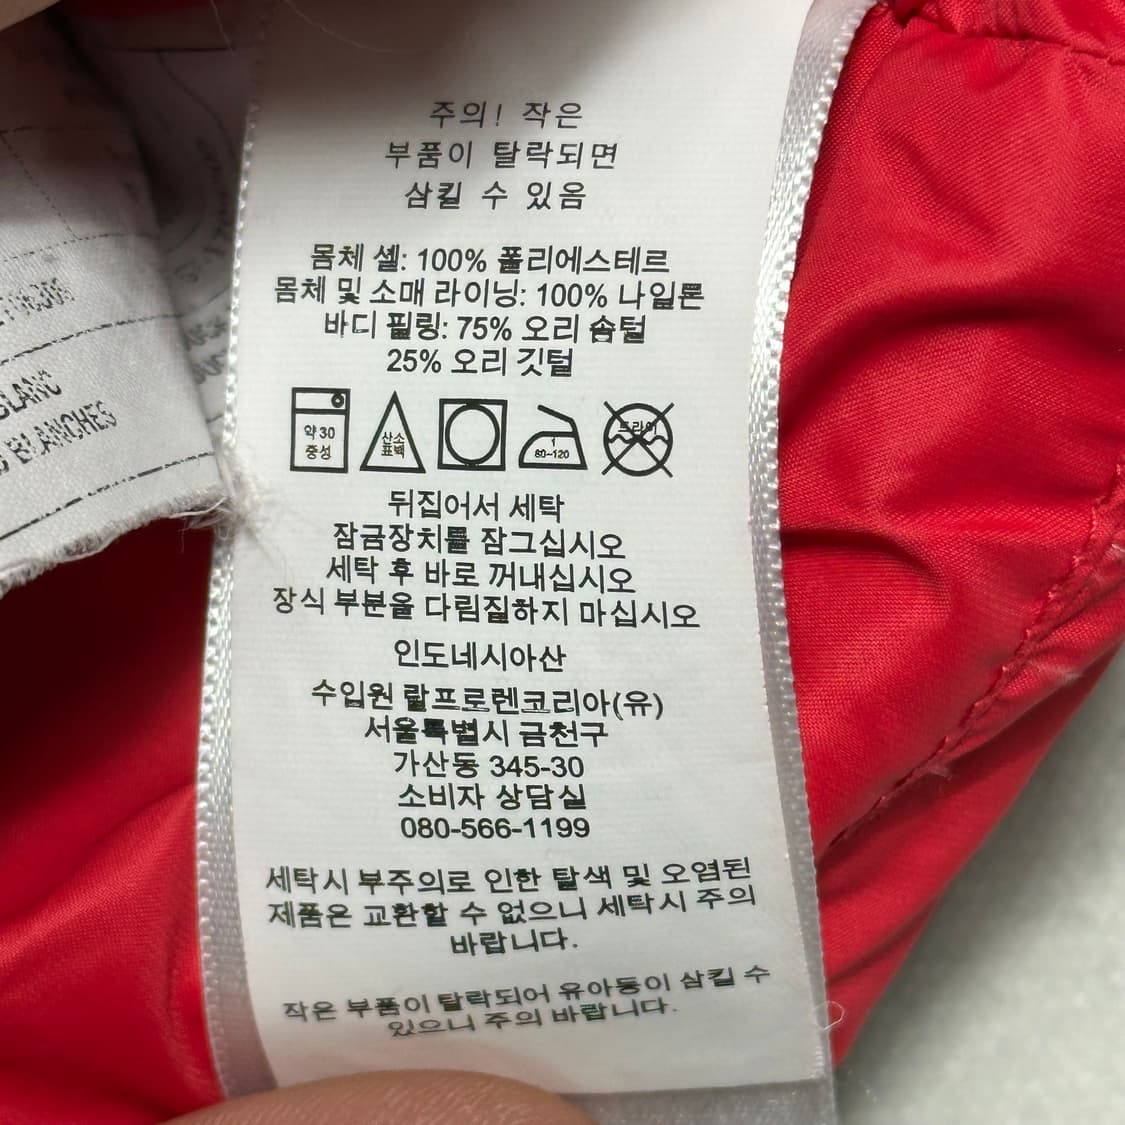 주의! 작은
부품이 탈락되면
삼킬 수 있음
몸체 셸: 100% 폴리에스테르
몸체 및 소매 라이닝: 100% 나일론
바디 필링: 75% 오리 솜털
25% 오리 깃털
약 30
중성
산소
표백
1
80~120
드라이
뒤집어서 세탁
잠금장치를 잠그십시오
세탁 후 바로 꺼내십시오
장식 부분을 다림질하지 마십시오
인도네시아산
수입원 랄프로렌코리아(유)
서울특별시 금천구
가산동 345-30
소비자 상담실
080-566-1199
세탁시 부주의로 인한 탈색 및 오염된
제품은 교환할 수 없으니 세탁시 주의
바랍니다.
작은 부품이 탈락되어 유아등이 삼킬 수
있으니 주의 바랍니다.
BLANC
BLANCHES